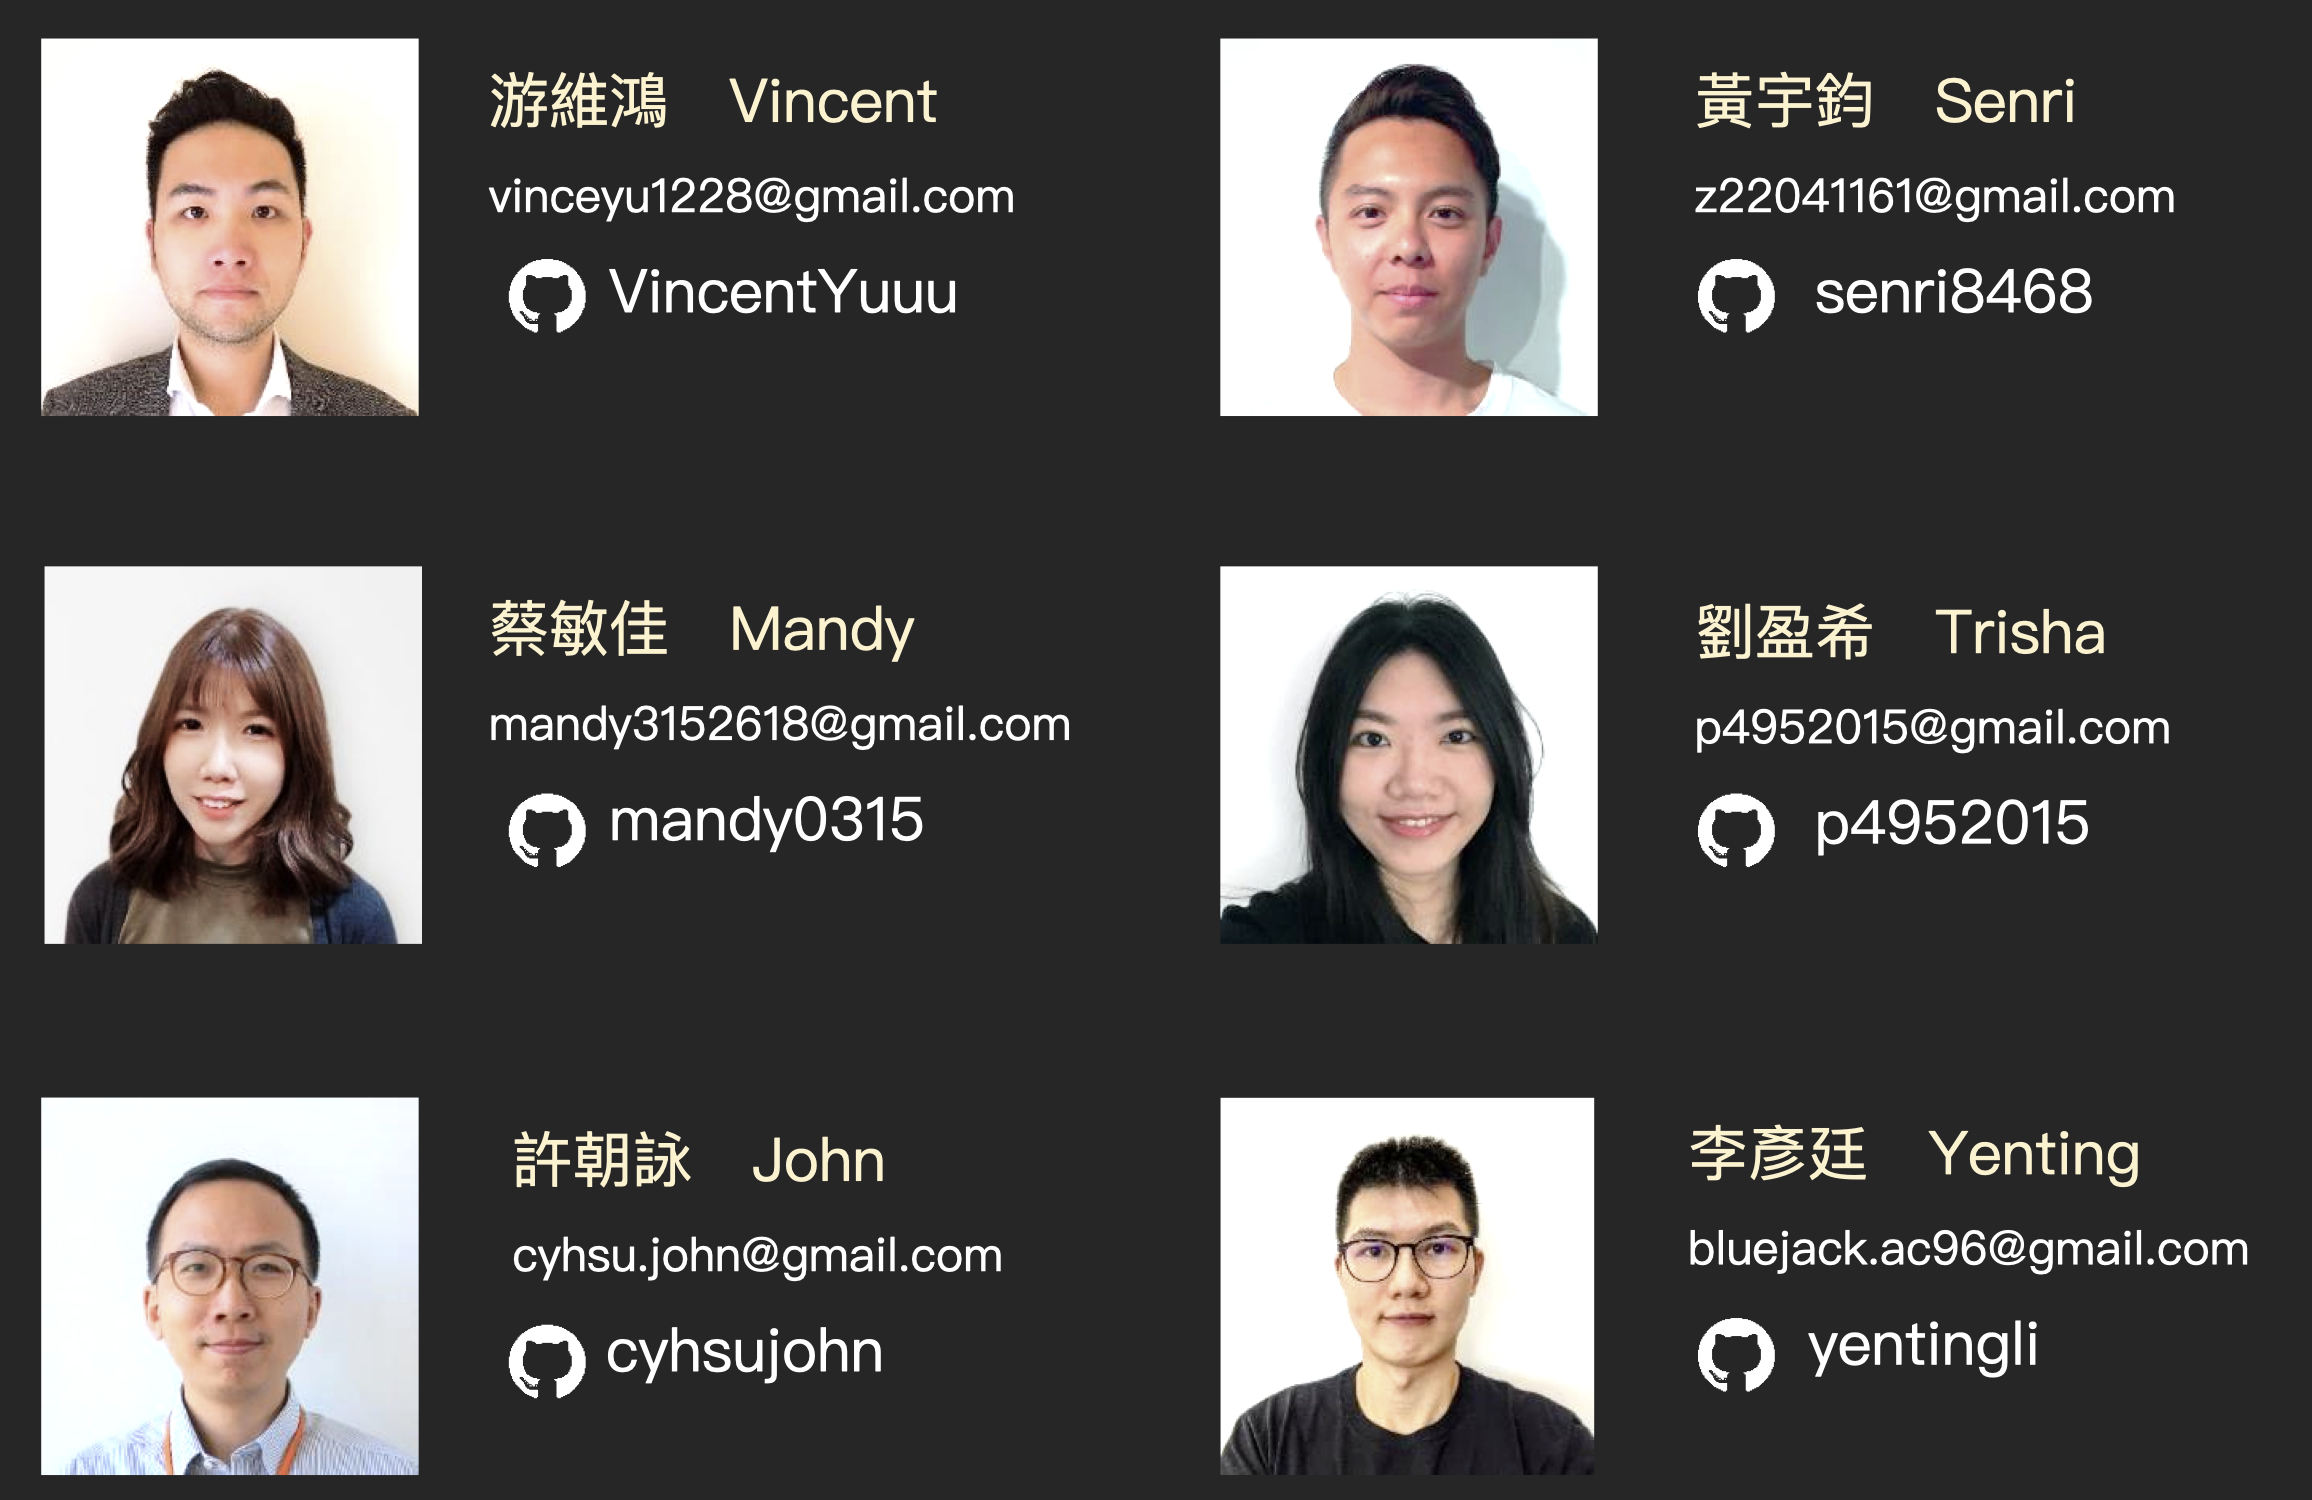 游維鴻 Vincent
vinceyu1228@gmail.com
VincentYuuu
黃宇鈞 Senri
z22041161@gmail.com
senri8468
蔡敏佳 Mandy
mandy3152618@gmail.com
mandy0315
劉盈希 Trisha
p4952015@gmail.com
p4952015
許朝詠 John
cyhsu.john@gmail.com
cyhsujohn
李彥廷 Yenting
bluejack.ac96@gmail.com
yentingli